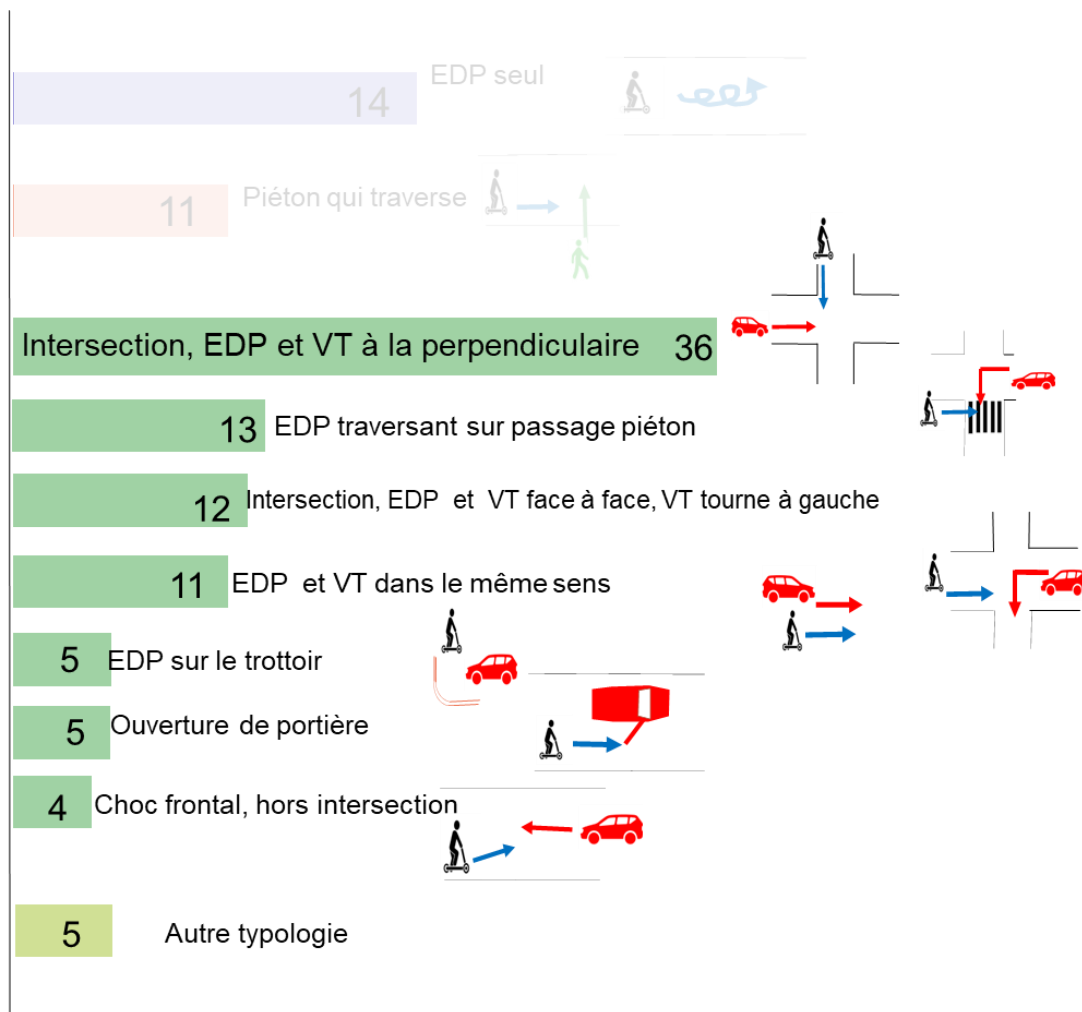 EDP seul
14
Piéton qui traverse
11
Intersection, EDP et VT à la perpendiculaire 36
13 EDP traversant sur passage piéton
12 Intersection, EDP et VT face à face, VT tourne à gauche
11 EDP et VT dans le même sens
5 EDP sur le trottoir
5 Ouverture de portière
4 Choc frontal, hors intersection
5 Autre typologie